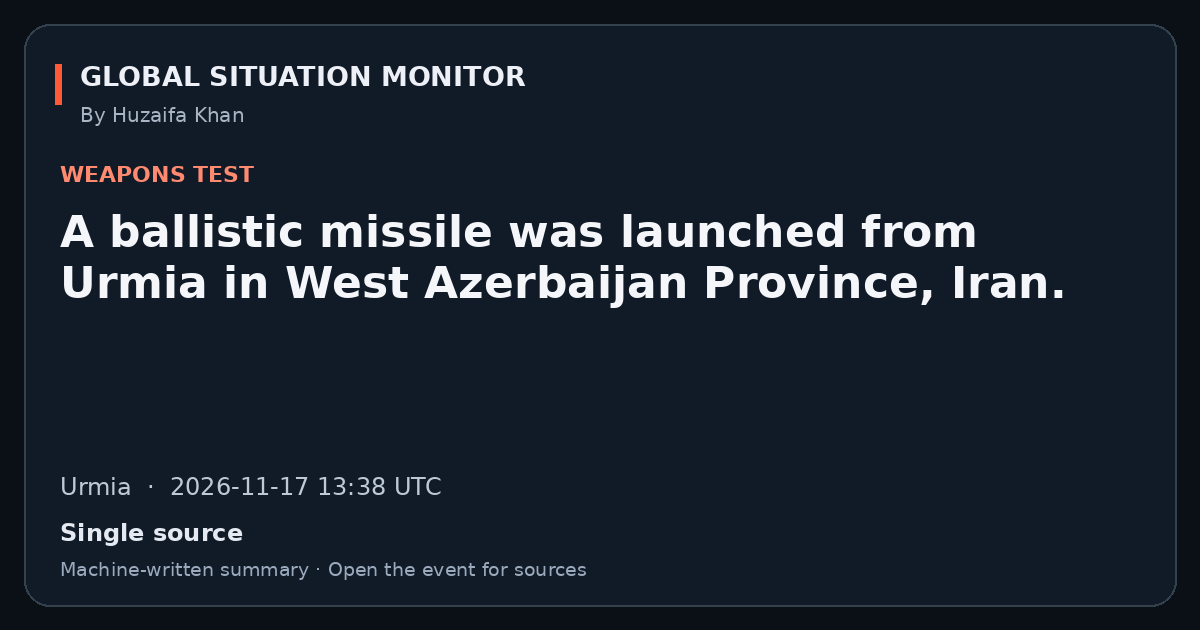 GLOBAL SITUATION MONITOR
By Huzaifa Khan
WEAPONS TEST
A ballistic missile was launched from
Urmia in West Azerbaijan Province, Iran.
Urmia · 2026-11-17 13:38 UTC
Single source
Machine-written summary · Open the event for sources